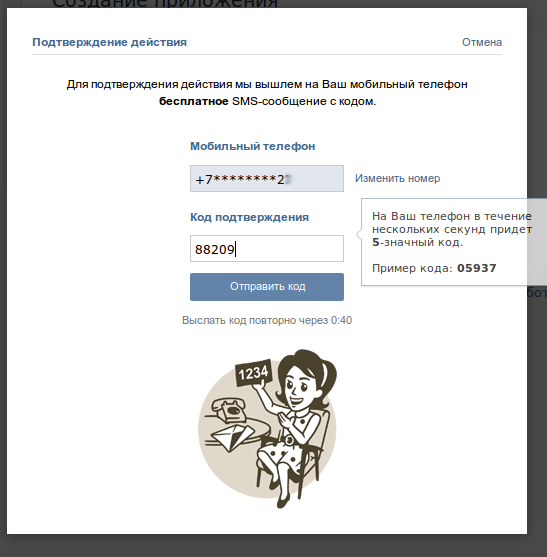 Создание приложения
Подтверждение действия
Отмена
Для подтверждения действия мы вышлем на Ваш мобильный телефон
бесплатное SMS-сообщение с кодом.
Мобильный телефон
+7********2
Изменить номер
Код подтверждения
На Ваш телефон в течение
нескольких секунд придет
5-значный код.
Пример кода: 05937
88209
Отправить код
Выслать код повторно через 0:40
1234